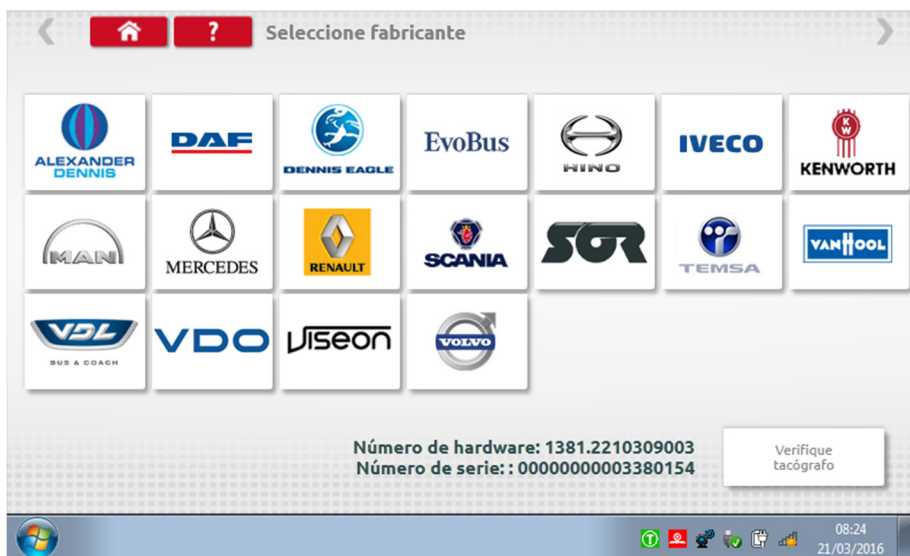 ? Seleccione fabricante
ALEXANDER
DENNIS
DAF
DENNIS EAGLE
EvoBus
HINO
IVECO
KW
KENWORTH
MAN
MERCEDES
RENAULT
SCANIA
SOR
TEMSA
VANHOOL
VDL
BUS & COACH
VDO
VISEON
VOLVO
Número de hardware: 1381.2210309003
Número de serie: : 00000000003380154
Verifique
tacógrafo
08:24
21/03/2016